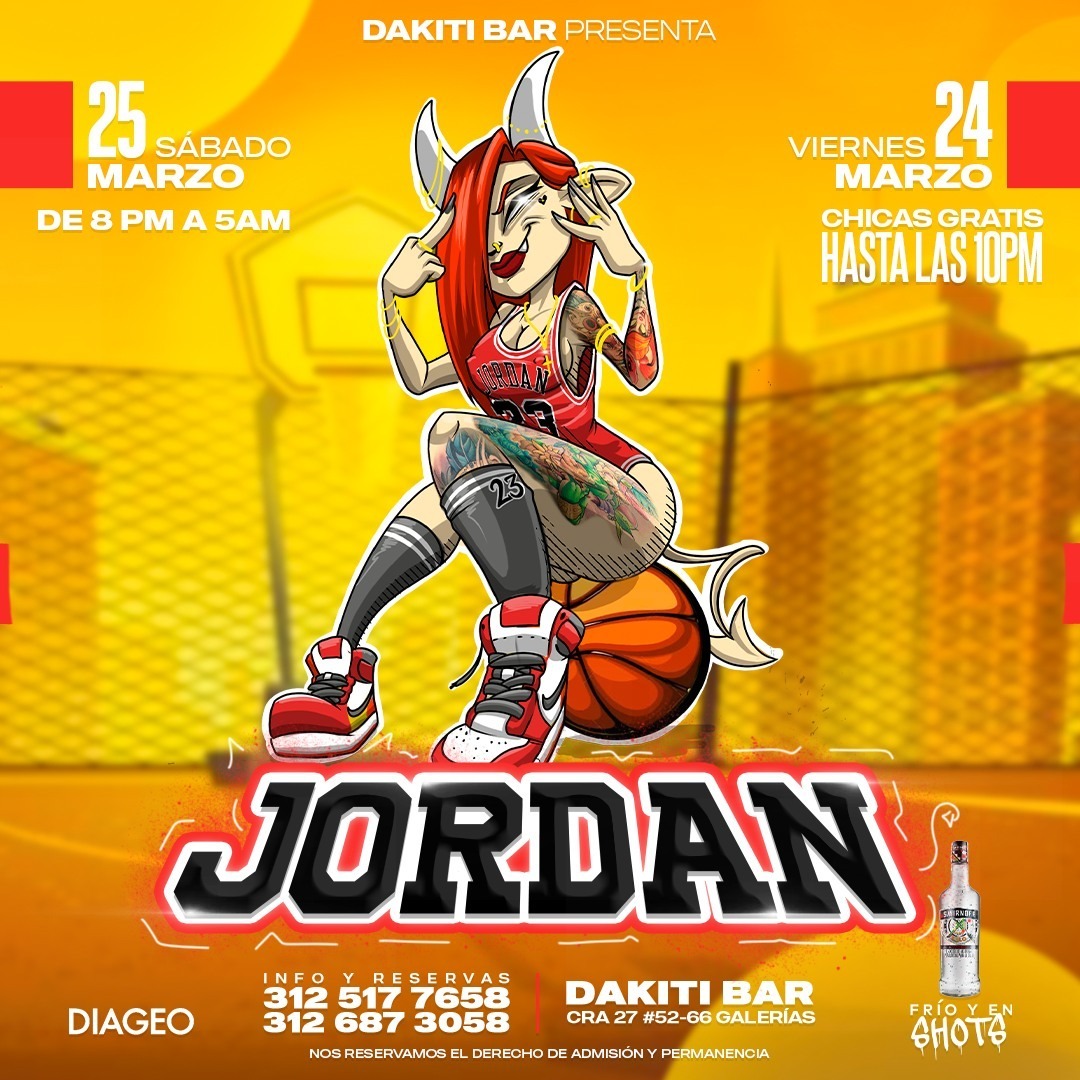 DAKITI BAR PRESENTA
25 SÁBADO
MARZO
DE 8 PM A 5AM
VIERNES 24
MARZO
CHICAS GRATIS
HASTA LAS 10PM
JORDAN
23
23
JORDAN
SMIRNOFF
INFO Y RESERVAS
312 517 7658
312 687 3058
DAKITI BAR
CRA 27 #52-66 GALERÍAS
DIAGEO
FRÍO Y EN
SHOTS
NOS RESERVAMOS EL DERECHO DE ADMISIÓN Y PERMANENCIA